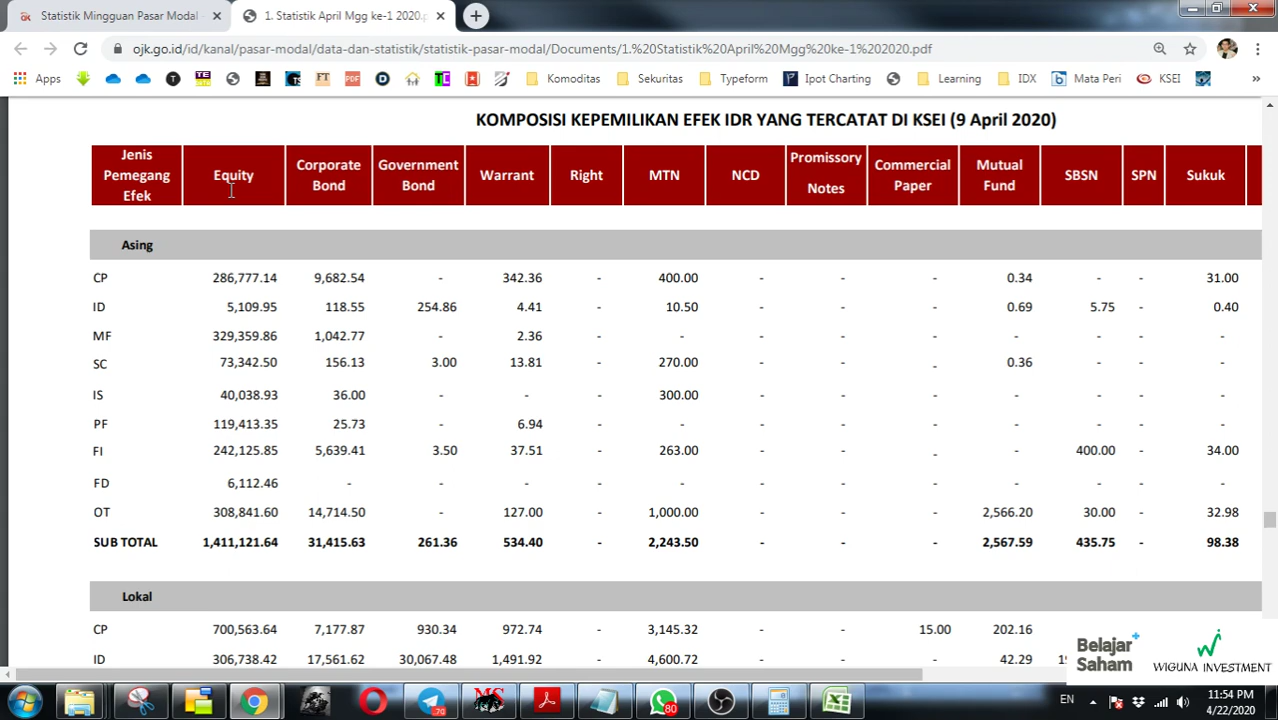 Statistik Mingguan Pasar Modal
1. Statistik April Mgg ke-1 2020.p
ojk.go.id/id/kanal/pasar-modal/data-dan-statistik/statistik-pasar-modal/Documents/1.%20Statistik%20April%20Mgg%20ke-1%202020.pdf
Apps FT PDF Komoditas Sekuritas Typeform Ipot Charting Learning IDX Mata Peri KSEI
KOMPOSISI KEPEMILIKAN EFEK IDR YANG TERCATAT DI KSEI (9 April 2020)
Jenis Pemegang Efek Equity Corporate Bond Government Bond Warrant Right MTN NCD Promissory Notes Commercial Paper Mutual Fund SBSN SPN Sukuk
Asing
CP 286,777.14 9,682.54 - 342.36 - 400.00 - - - 0.34 - - 31.00
ID 5,109.95 118.55 254.86 4.41 - 10.50 - - - 0.69 5.75 - 0.40
MF 329,359.86 1,042.77 - 2.36 - - - - - - - - -
SC 73,342.50 156.13 3.00 13.81 - 270.00 - - - 0.36 - - -
IS 40,038.93 36.00 - - - 300.00 - - - - - - -
PF 119,413.35 25.73 - 6.94 - - - - - - - - -
FI 242,125.85 5,639.41 3.50 37.51 - 263.00 - - - - 400.00 - 34.00
FD 6,112.46 - - - - - - - - - - - -
OT 308,841.60 14,714.50 - 127.00 - 1,000.00 - - - 2,566.20 30.00 - 32.98
SUB TOTAL 1,411,121.64 31,415.63 261.36 534.40 - 2,243.50 - - - 2,567.59 435.75 - 98.38
Lokal
CP 700,563.64 7,177.87 930.34 972.74 - 3,145.32 - - 15.00 202.16
ID 306,738.42 17,561.62 30,067.48 1,491.92 - 4,600.72 - - - 42.29
Belajar+
Saham
WIGUNA INVESTMENT
70
80
EN
11:54 PM
4/22/2020